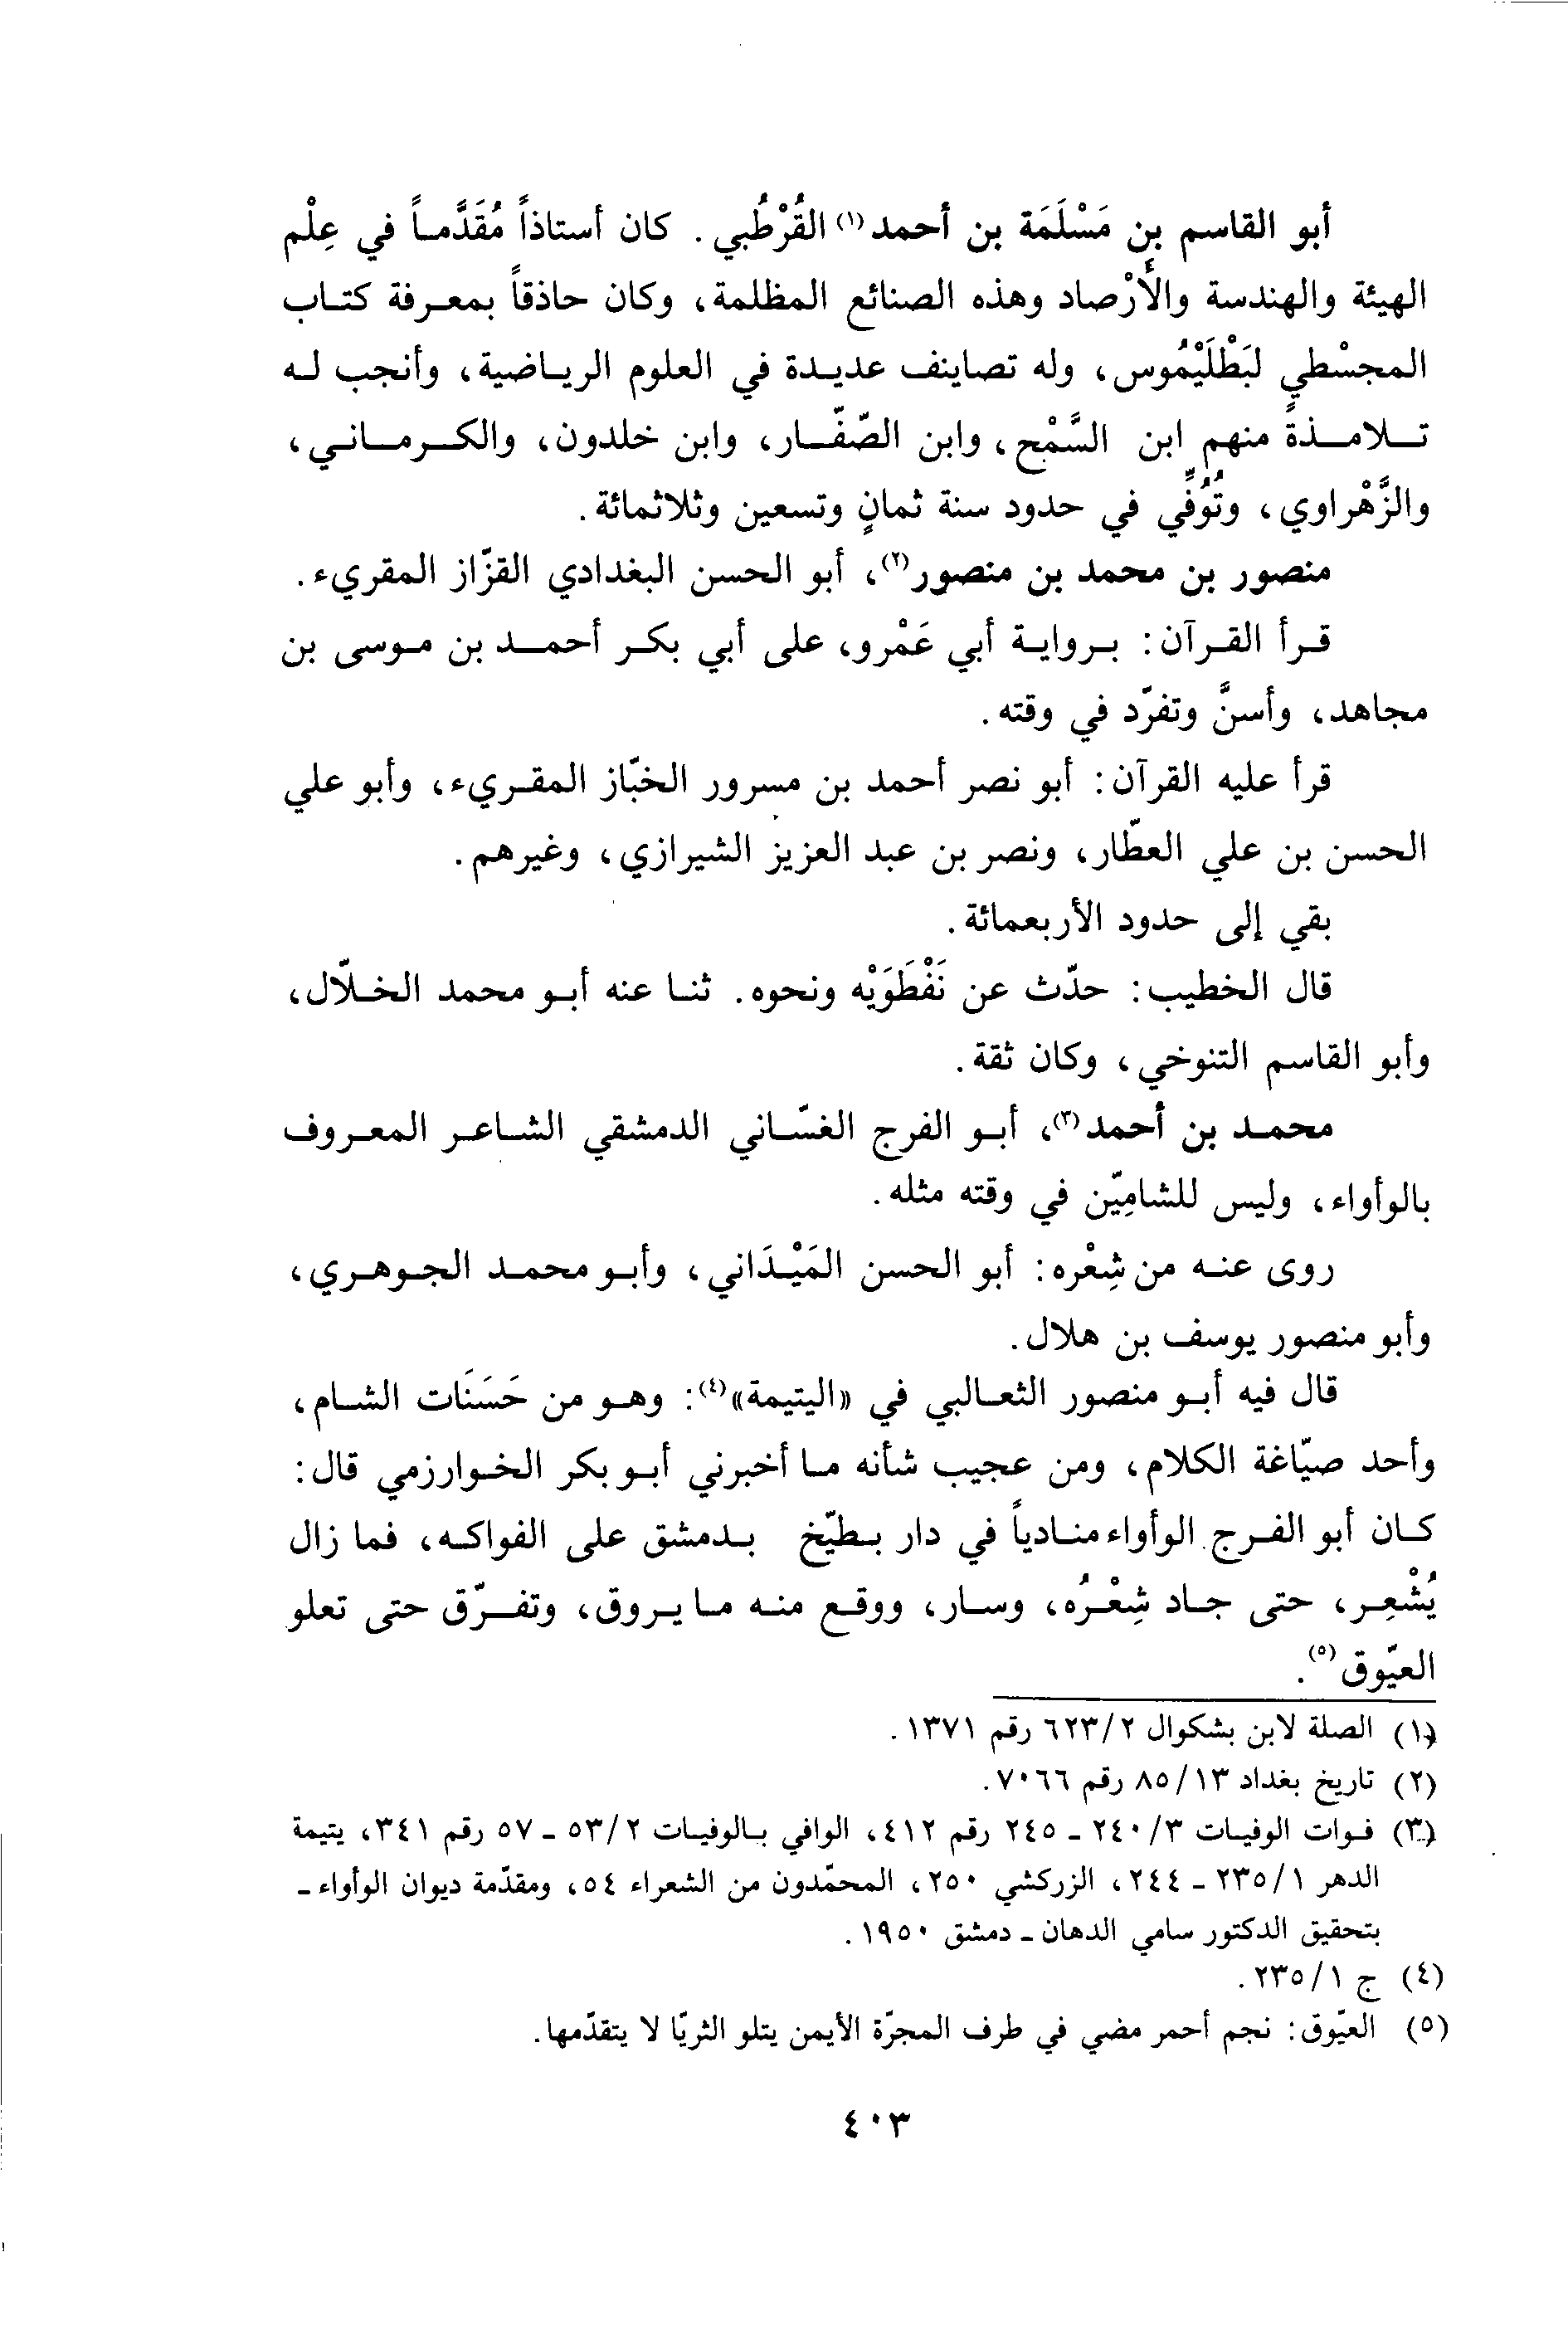 أبو القاسم بن مَسْلَمَة بن أحمد(١) القُرْطُبي. كان أستاذاً مُقَدَّماً في عِلْم
الهيئة والهندسة والأَرْصاد وهذه الصنائع المظلمة، وكان حاذقاً بمعرفة كتاب
المجسْطي لبَطْلَيْمُوس، وله تصاينف عديدة في العلوم الرياضية، وأنجب له
تلامذةً منهم ابن السَّمْح، وابن الصّفّار، وابن خلدون، والكرماني،
والزَّهْراوي، وتُوُفِّي في حدود سنة ثمانٍ وتسعين وثلاثمائة.
منصور بن محمد بن منصور(٢)، أبو الحسن البغدادي القزّاز المقريء.
قرأ القرآن: برواية أبي عَمْرو، على أبي بكر أحمد بن موسى بن
مجاهد، وأسنَّ وتفرّد في وقته.
قرأ عليه القرآن: أبو نصر أحمد بن مسرور الخبّاز المقريء، وأبو علي
الحسن بن علي العطّار، ونصر بن عبد العزيز الشيرازي، وغيرهم.
بقي إلى حدود الأربعمائة.
قال الخطيب: حدّث عن نَفْطَوَيْه ونحوه. ثنا عنه أبو محمد الخلّال،
وأبو القاسم التنوخي، وكان ثقة.
محمد بن أحمد(٣)، أبو الفرج الغسّاني الدمشقي الشاعر المعروف
بالوأواء، وليس للشامِيّن في وقته مثله.
روى عنه من شِعْره: أبو الحسن المَيْدَاني، وأبو محمد الجوهري،
وأبو منصور يوسف بن هلال.
قال فيه أبو منصور الثعالبي في «اليتيمة»(٤): وهو من حَسَنَات الشام،
وأحد صيّاغة الكلام، ومن عجيب شأنه ما أخبرني أبو بكر الخوارزمي قال:
كان أبو الفرج الوأواء منادياً في دار بطيّخ بدمشق على الفواكه، فما زال
يُشْعِر، حتى جاد شِعْرُه، وسار، ووقع منه ما يروق، وتفرّق حتى تعلو
العيّوق(٥).
(١) الصلة لابن بشكوال ٢/٦٢٣ رقم ١٣٧١.
(٢) تاريخ بغداد ١٣/٨٥ رقم ٧٠٦٦.
(٣) فوات الوفيات ٣/٢٤٠ - ٢٤٥ رقم ٤١٢، الوافي بالوفيات ٢/٥٣ - ٥٧ رقم ٣٤١، يتيمة
الدهر ١/٢٣٥ - ٢٤٤، الزركشي ٢٥٠، المحمّدون من الشعراء ٥٤، ومقدّمة ديوان الوأواء -
بتحقيق الدكتور سامي الدهان - دمشق ١٩٥٠.
(٤) ج ١/٢٣٥.
(٥) العيّوق: نجم أحمر مضي في طرف المجرّة الأيمن يتلو الثريّا لا يتقدّمها.
٤٠٣